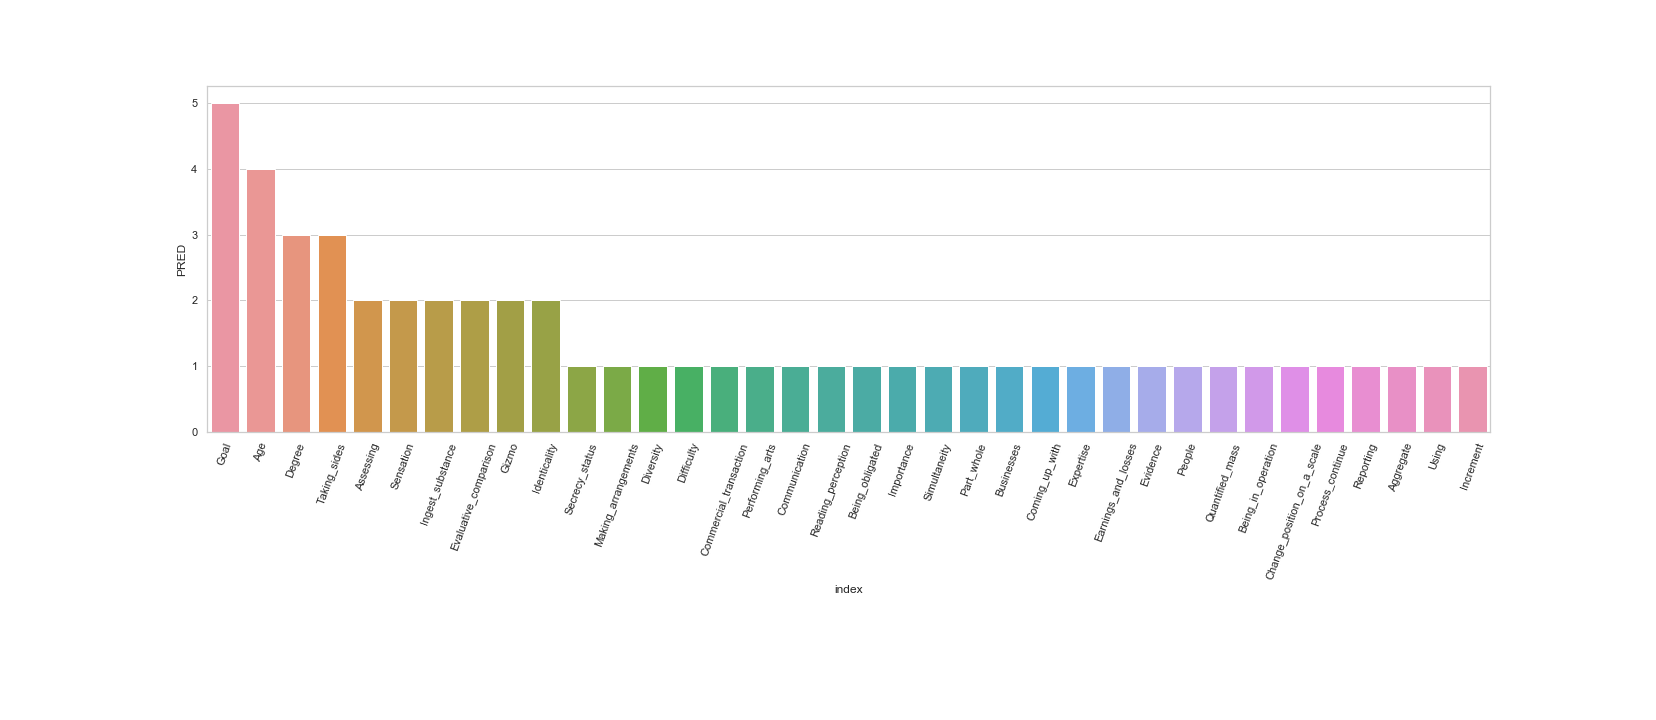 5
4
3
2
1
0
PRED
Goal
Age
Degree
Taking_sides
Assessing
Sensation
Ingest_substance
Evaluative_comparison
Gizmo
Identicality
Secrecy_status
Making_arrangements
Diversity
Difficulty
Commercial_transaction
Performing_arts
Communication
Reading_perception
Being_obligated
Importance
Simultaneity
Part_whole
Businesses
Coming_up_with
Expertise
Earnings_and_losses
Evidence
People
Quantified_mass
Being_in_operation
Change_position_on_a_scale
Process_continue
Reporting
Aggregate
Using
Increment
index